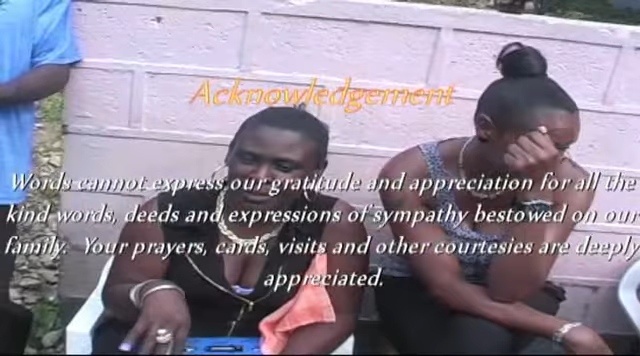 Acknowledgement
Words cannot express our gratitude and appreciation for all the
kind words, deeds and expressions of sympathy bestowed on our
family. Your prayers, cards, visits and other courtesies are deeply
appreciated.